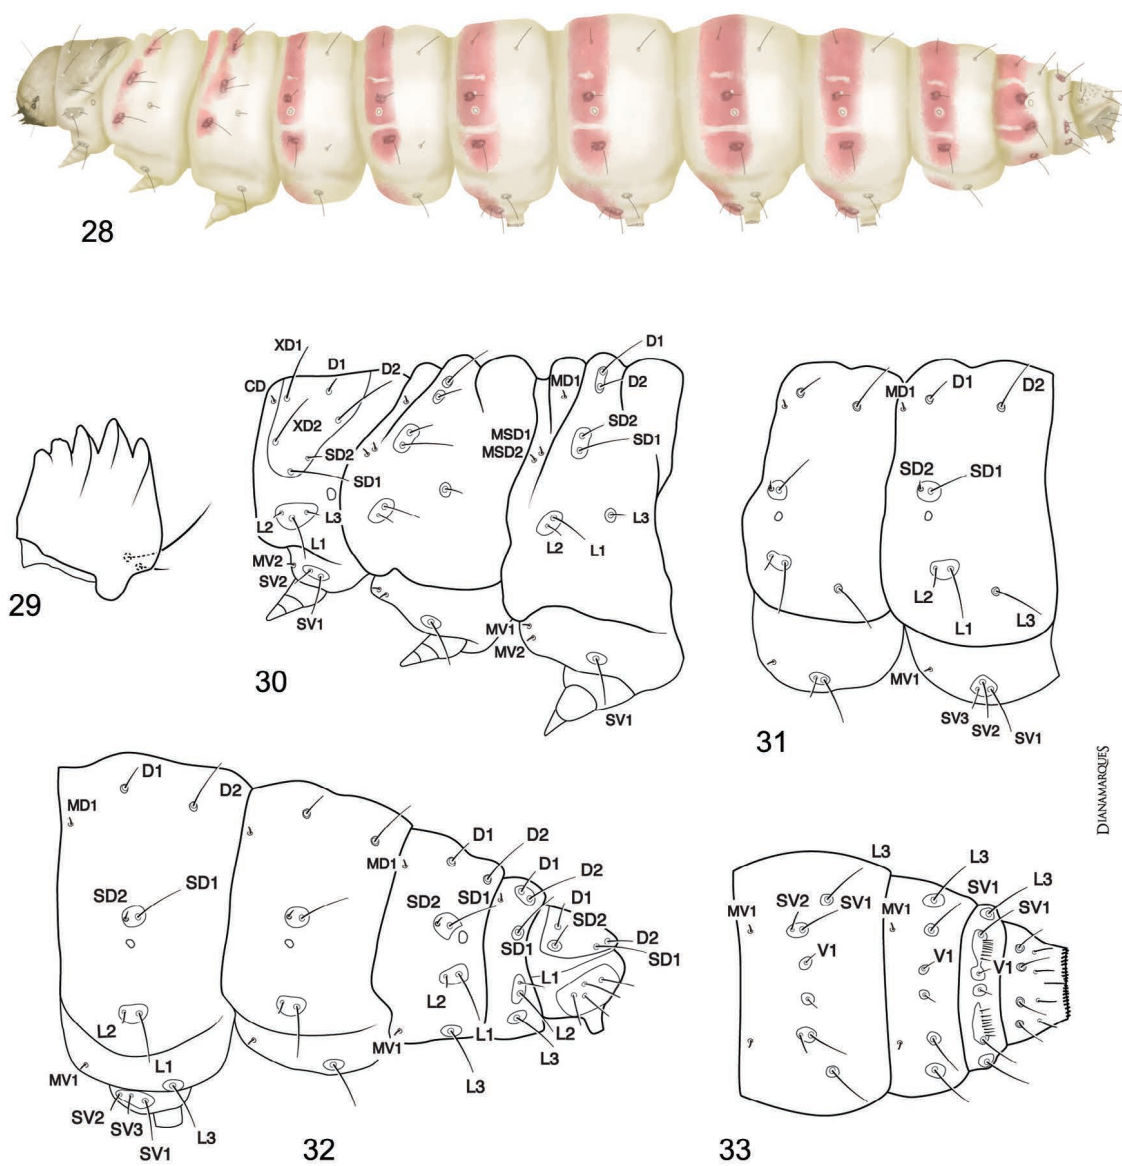 28
29
XD1
D1
D2
CD
XD2
SD2
SD1
L2
L3
L1
MV2
SV2
SV1
MD1
D1
D2
MSD1
MSD2
SD2
SD1
L2
L1
L3
MV1
MV2
SV1
30
MD1
D1
D2
SD2
SD1
L2
L1
L3
MV1
SV3
SV2
SV1
31
DIANAMARQUES
D1
MD1
D2
SD2
SD1
L2
L1
MV1
SV2
SV3
SV1
L3
D1
D2
MD1
SD2
SD1
L2
L1
MV1
L3
D1
D2
SD1
L1
L2
L3
D1
SD2
D2
SD1
32
L3
L3
L3
MV1
SV2
SV1
MV1
SV1
SV1
V1
V1
V1
33